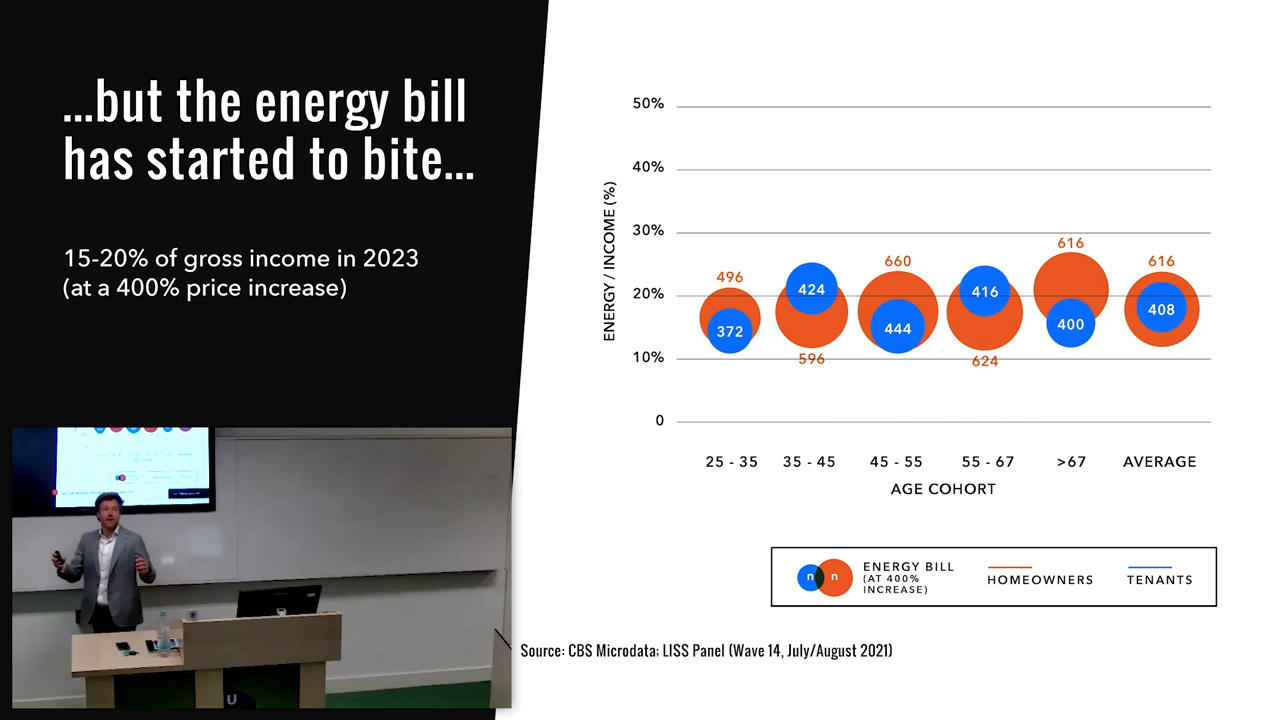 ...but the energy bill
has started to bite...
15-20% of gross income in 2023
(at a 400% price increase)
ENERGY / INCOME (%)
50%
40%
30%
20%
10%
0
496
372
424
596
660
444
416
624
616
400
616
408
25 - 35
35 - 45
45 - 55
55 - 67
>67
AVERAGE
AGE COHORT
n
n
ENERGY BILL
(AT 400%
INCREASE)
HOMEOWNERS
TENANTS
Source: CBS Microdata; LISS Panel (Wave 14, July/August 2021)
U